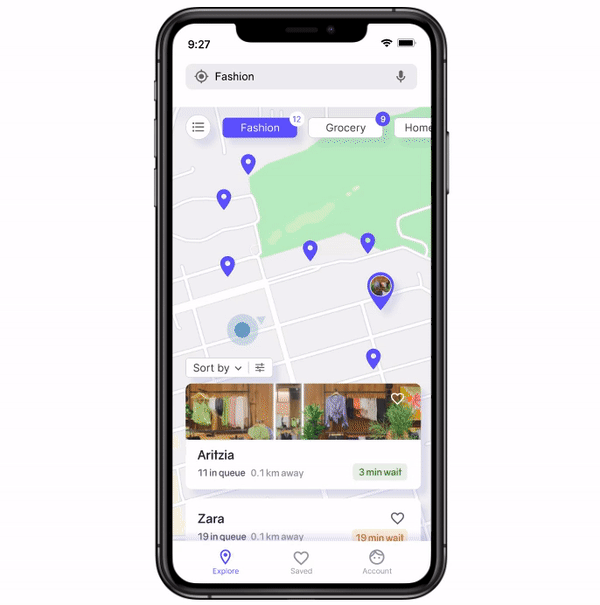 9:27
Fashion
Fashion 12 Grocery 9 Home
Sort by
Aritzia
11 in queue 0.1 km away 3 min wait
Zara
19 in queue 0.1 km away 19 min wait
Explore Saved Account